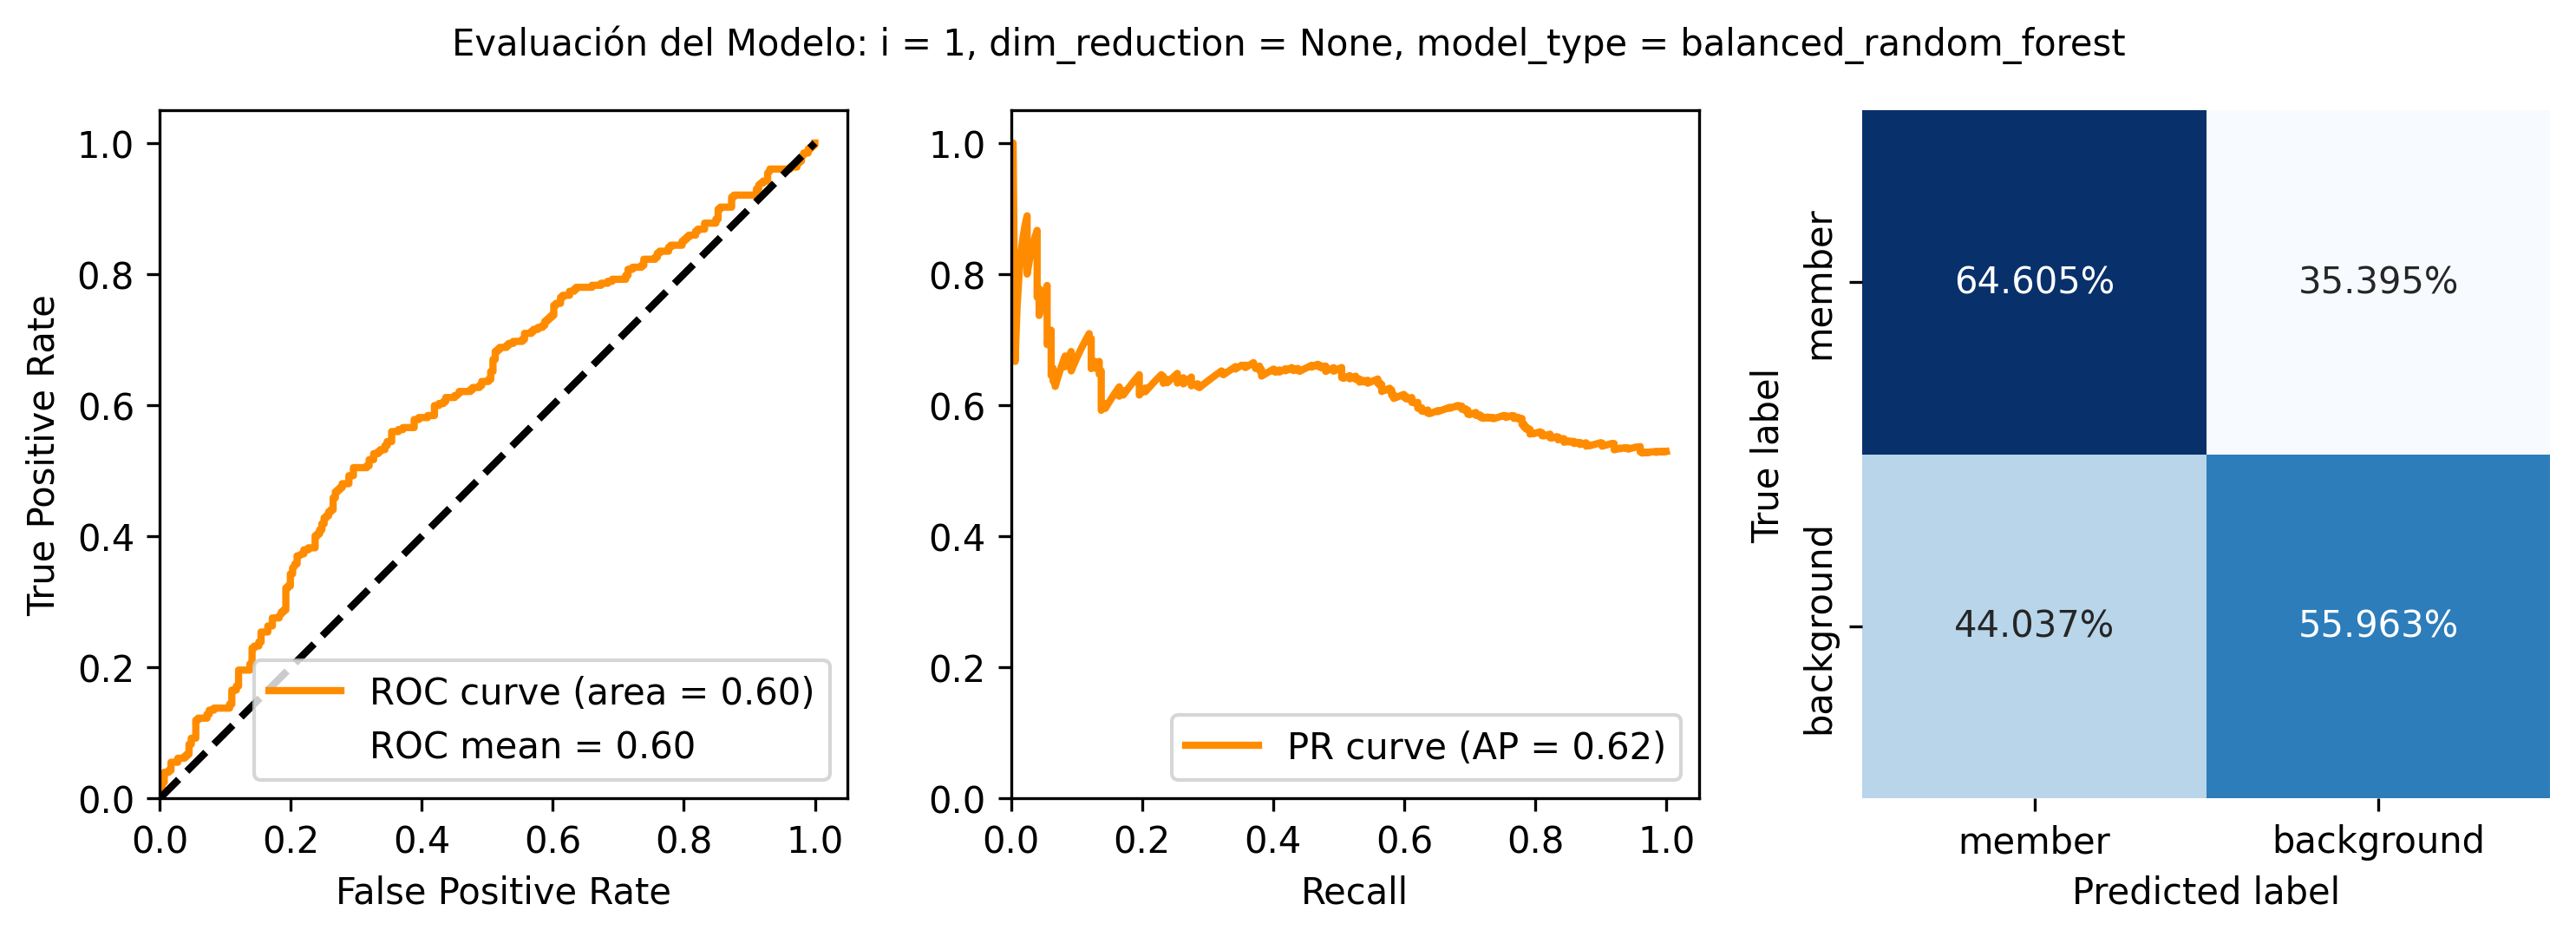 Evaluación del Modelo: i = 1, dim_reduction = None, model_type = balanced_random_forest
True Positive Rate
1.0
0.8
0.6
0.4
0.2
0.0
0.0 0.2 0.4 0.6 0.8 1.0
False Positive Rate
ROC curve (area = 0.60)
ROC mean = 0.60
1.0
0.8
0.6
0.4
0.2
0.0
0.0 0.2 0.4 0.6 0.8 1.0
Recall
PR curve (AP = 0.62)
True label
member
background
64.605% 35.395%
44.037% 55.963%
member background
Predicted label